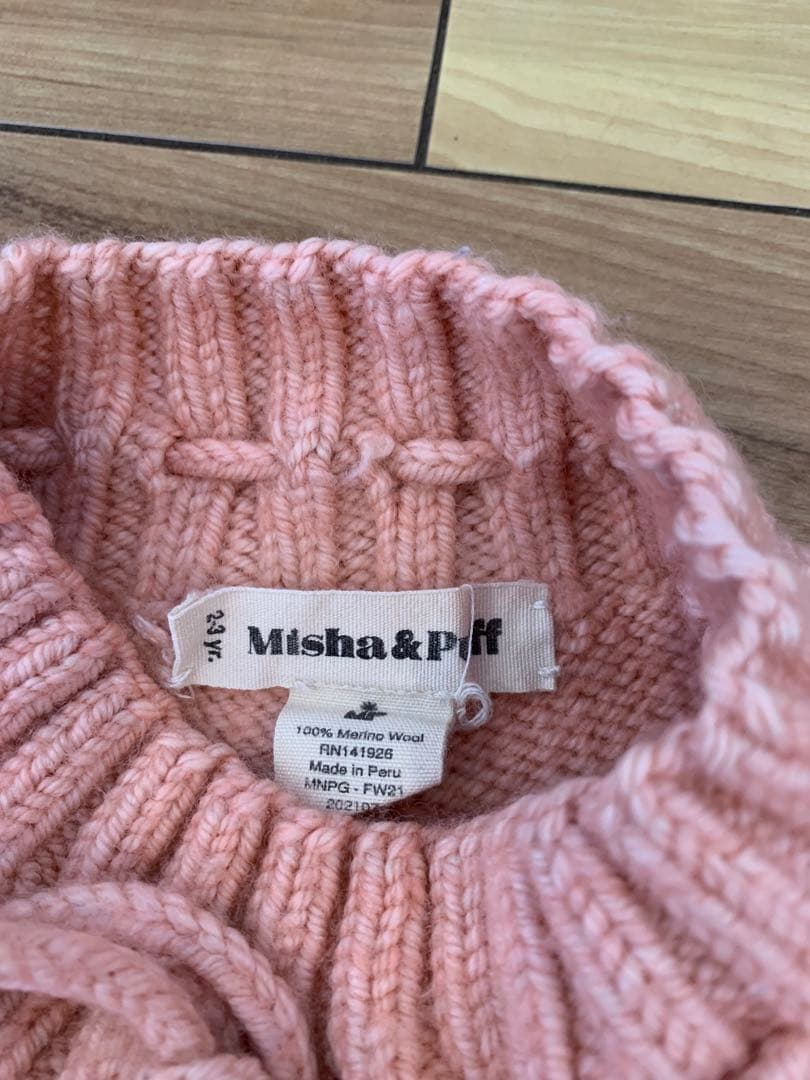 2-3 yr.
Misha & Puff
100% Merino Wool
RN141926
Made in Peru
MNPG - FW21